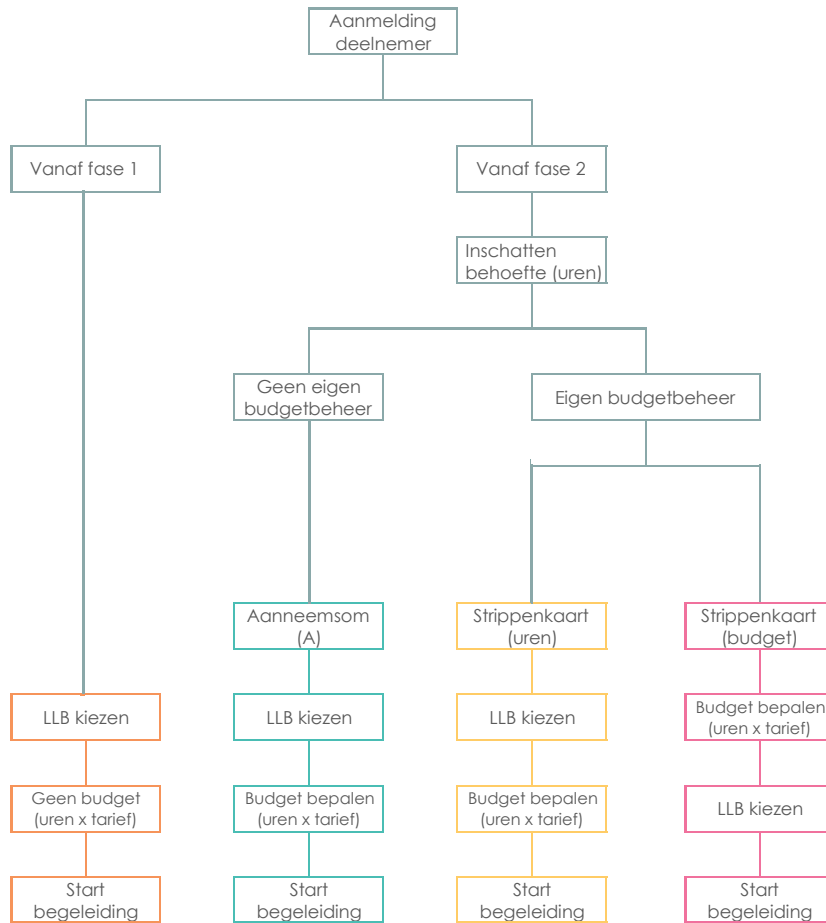 Aanmelding
deelnemer
Vanaf fase 1
Vanaf fase 2
Inschatten
behoefte (uren)
Geen eigen
budgetbeheer
Eigen budgetbeheer
Aanneemsom
(A)
Strippenkaart
(uren)
Strippenkaart
(budget)
LLB kiezen
LLB kiezen
LLB kiezen
Budget bepalen
(uren x tarief)
Geen budget
(uren x tarief)
Budget bepalen
(uren x tarief)
Budget bepalen
(uren x tarief)
LLB kiezen
Start
begeleiding
Start
begeleiding
Start
begeleiding
Start
begeleiding